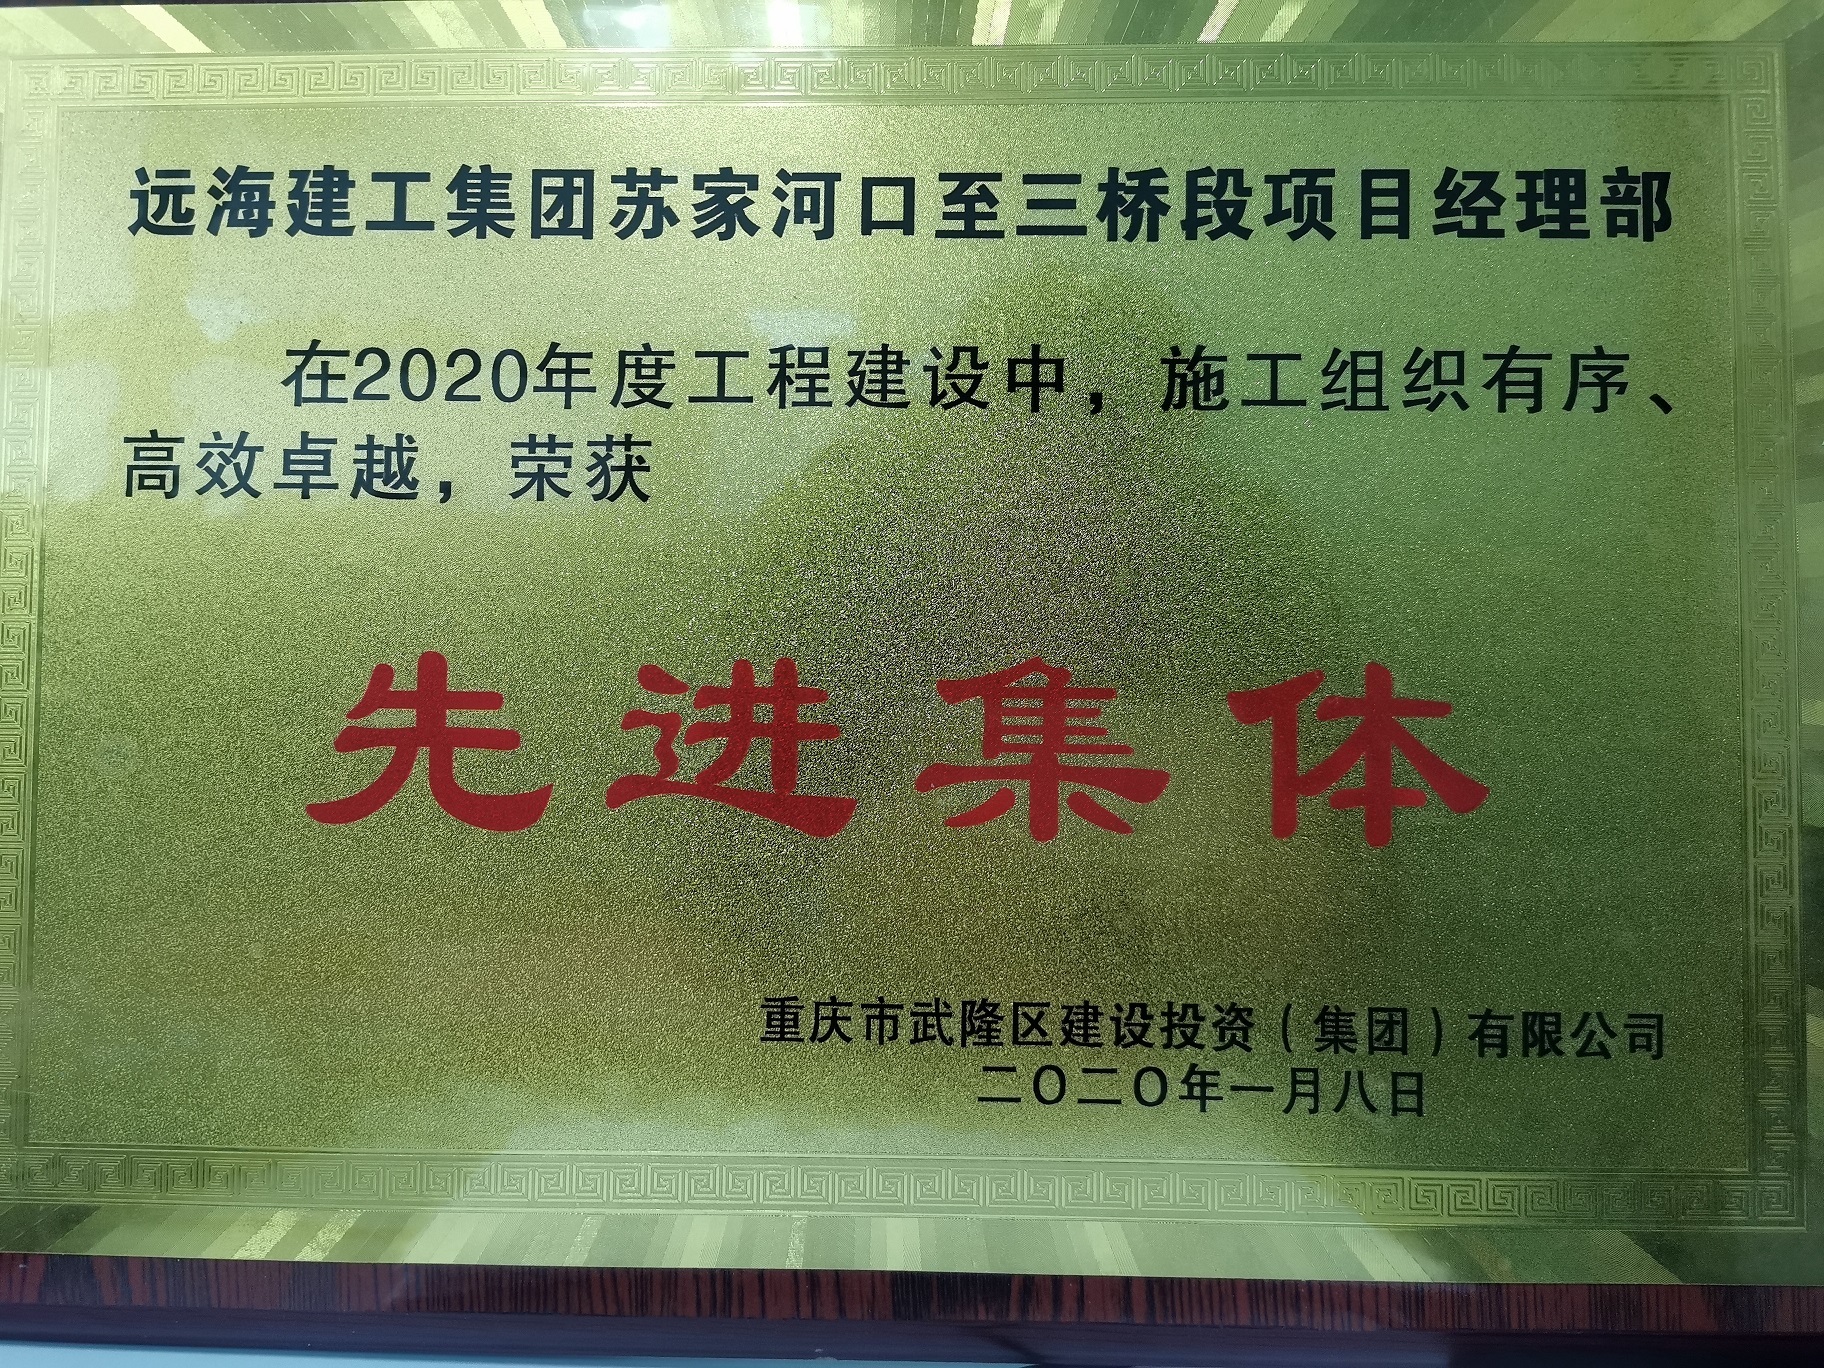 远海建工集团苏家河口至三桥段项目经理部
在2020年度工程建设中，施工组织有序、
高效卓越，荣获
先进集体
重庆市武隆区建设投资（集团）有限公司
二〇二〇年一月八日